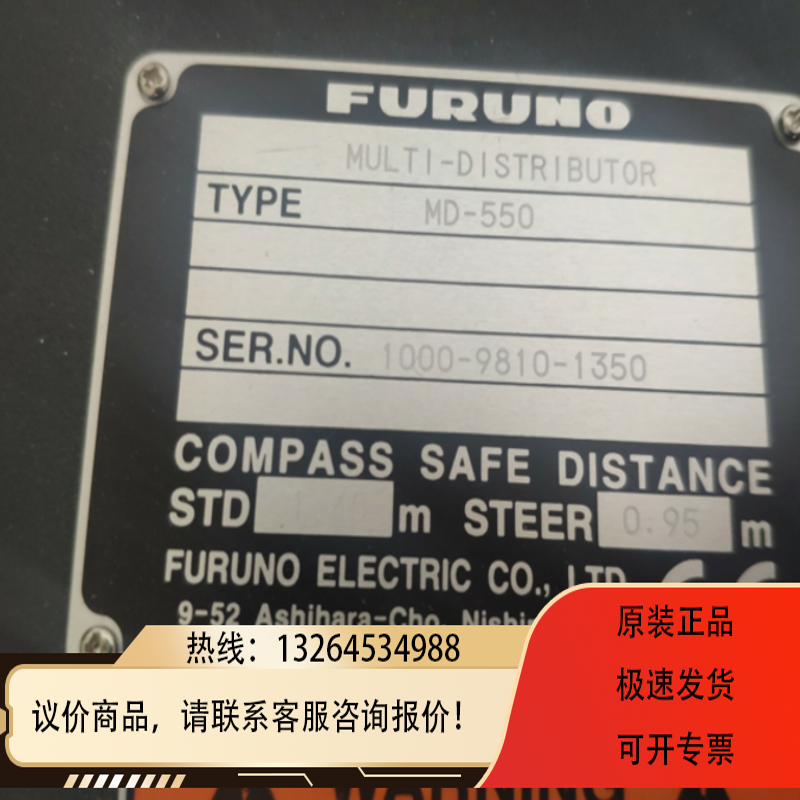 FURUNO
MULTI-DISTRIBUTOR
TYPE MD-550
SER.NO. 1000-9810-1350
COMPASS SAFE DISTANCE
STD m STEER 0.95 m
FURUNO ELECTRIC CO., LTD
9-52 Ashihara-Cho,
热线：13264534988
议价商品，请联系客服咨询报价！
原装正品
极速发货
可开专票